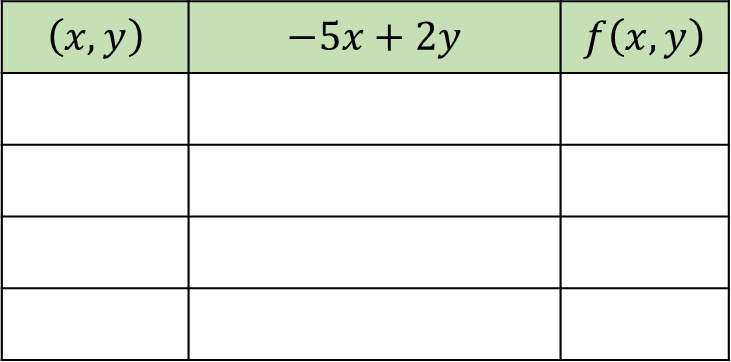 (x, y) −5x + 2y f(x, y)